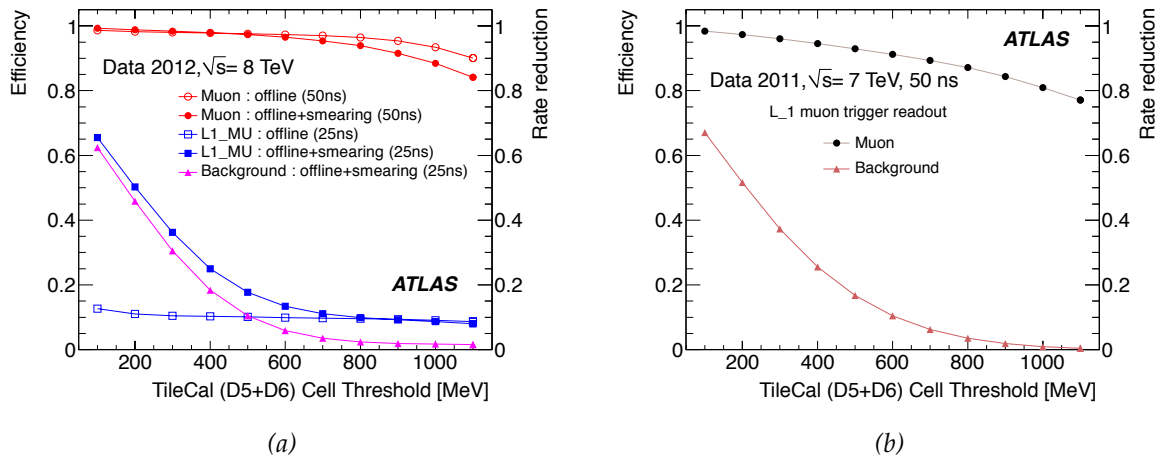 Efficiency
1
0.8
0.6
0.4
0.2
0
Data 2012,√s= 8 TeV
Muon : offline (50ns)
Muon : offline+smearing (50ns)
L1_MU : offline (25ns)
L1_MU : offline+smearing (25ns)
Background : offline+smearing (25ns)
ATLAS
1
0.8
0.6
0.4
0.2
0
Rate reduction
200 400 600 800 1000
TileCal (D5+D6) Cell Threshold [MeV]
(a)
Efficiency
1
0.8
0.6
0.4
0.2
0
ATLAS
Data 2011,√s= 7 TeV, 50 ns
L_1 muon trigger readout
Muon
Background
1
0.8
0.6
0.4
0.2
0
Rate reduction
200 400 600 800 1000
TileCal (D5+D6) Cell Threshold [MeV]
(b)